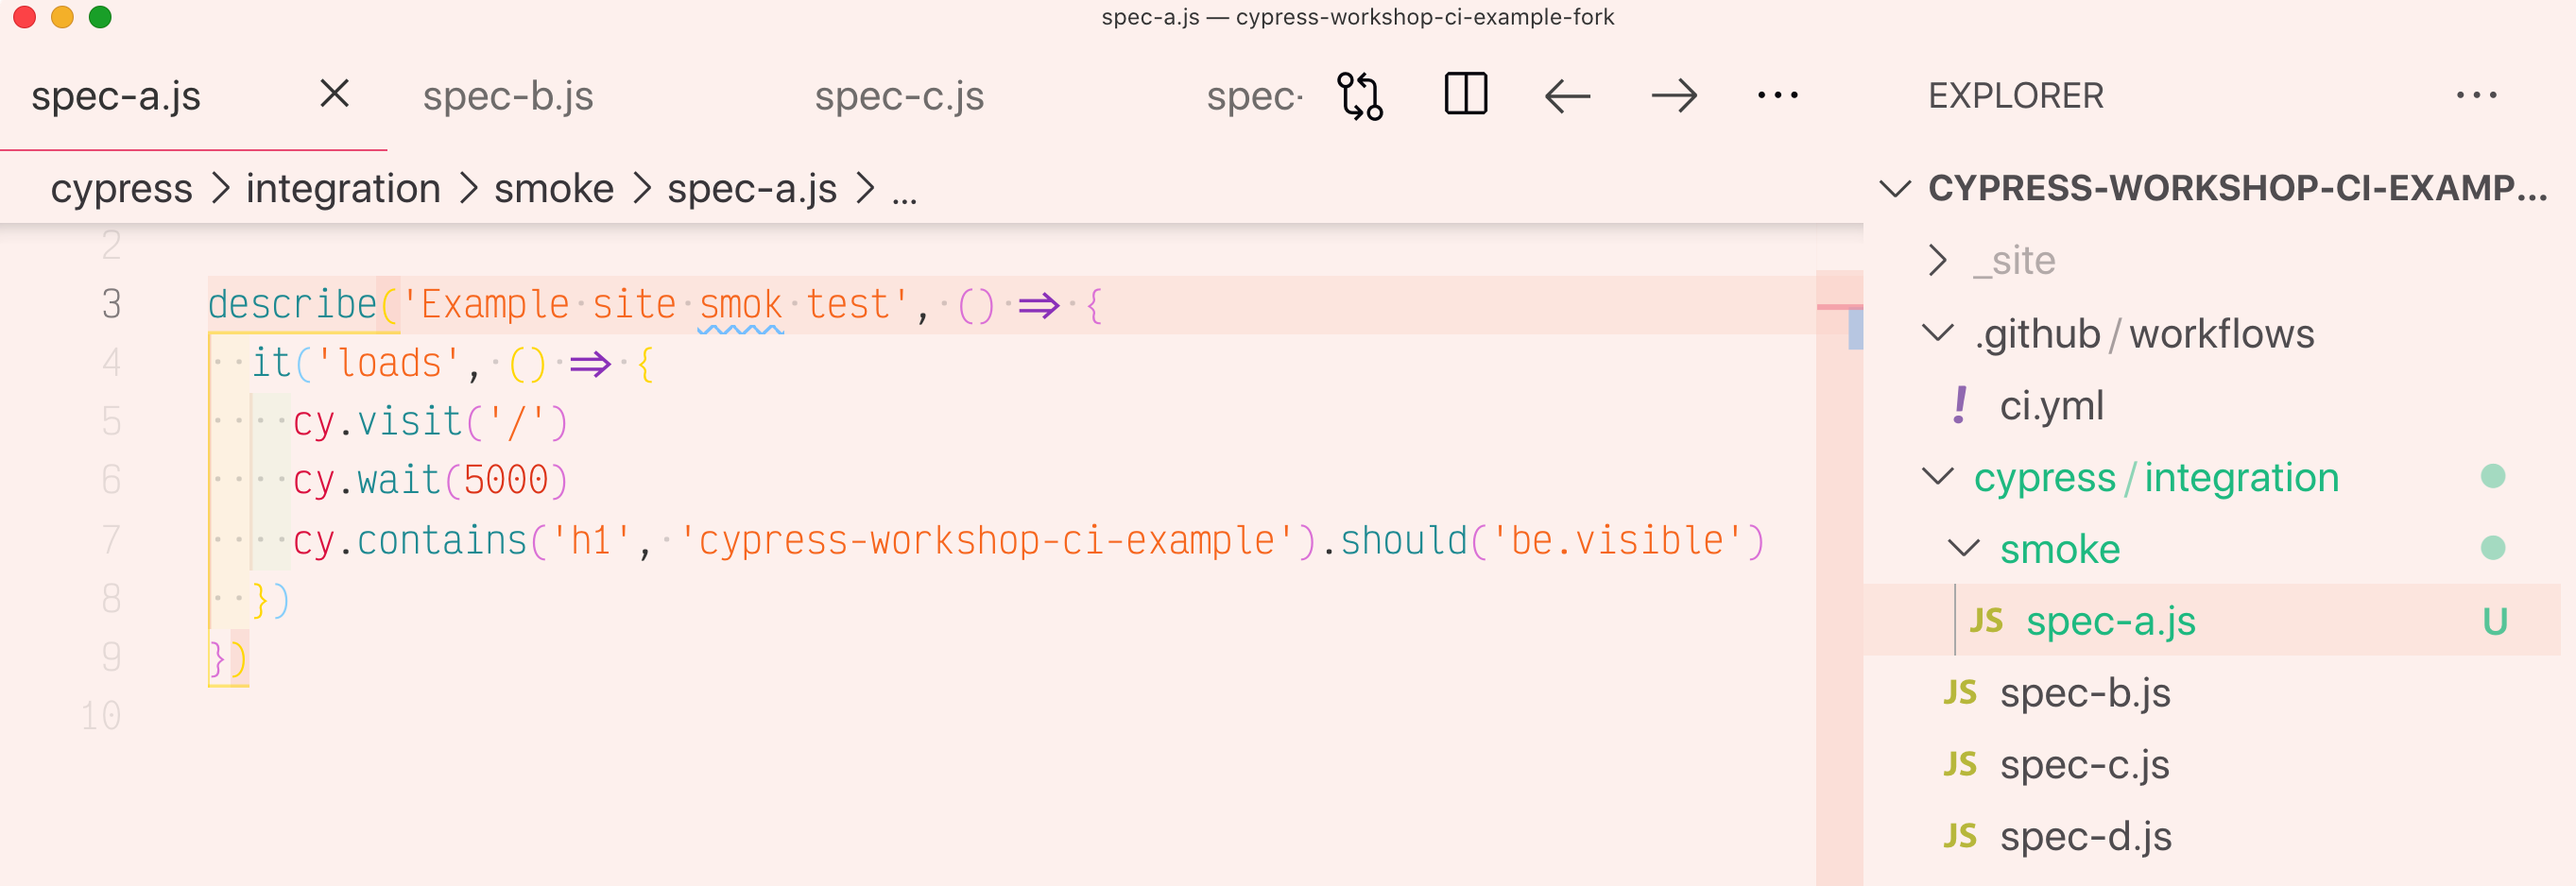 spec-a.js — cypress-workshop-ci-example-fork
spec-a.js spec-b.js spec-c.js spec- ...
cypress > integration > smoke > spec-a.js > ...
2
3 describe('Example·site·smok·test',·()·=>·{
4 ··it('loads',·()·=>·{
5 ····cy.visit('/')
6 ····cy.wait(5000)
7 ····cy.contains('h1',·'cypress-workshop-ci-example').should('be.visible')
8 ··})
9 })
10
EXPLORER ...
CYPRESS-WORKSHOP-CI-EXAMP...
_site
.github/workflows
! ci.yml
cypress/integration
smoke
JS spec-a.js U
JS spec-b.js
JS spec-c.js
JS spec-d.js